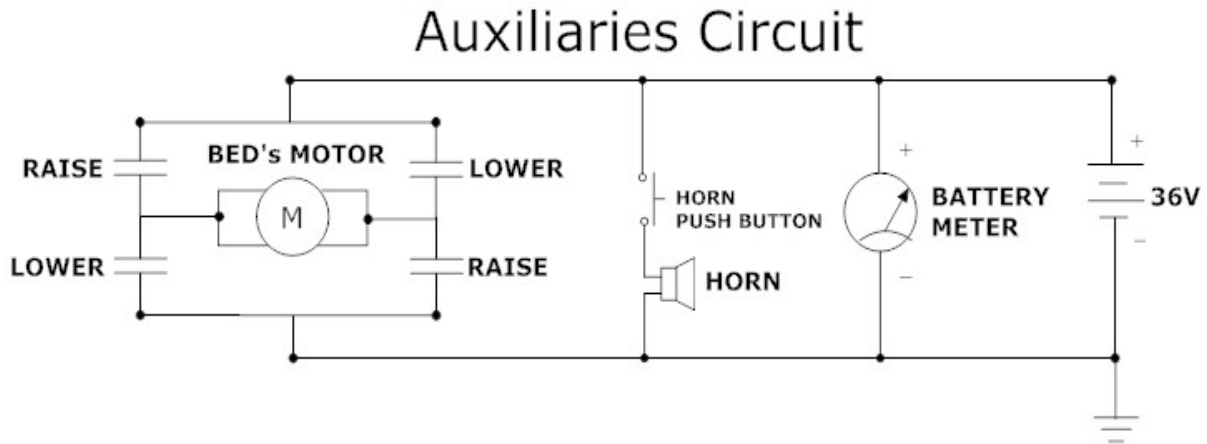 Auxiliaries Circuit
RAISE
BED's MOTOR
LOWER
M
LOWER
RAISE
HORN
PUSH BUTTON
HORN
+
−
BATTERY
METER
+
−
36V